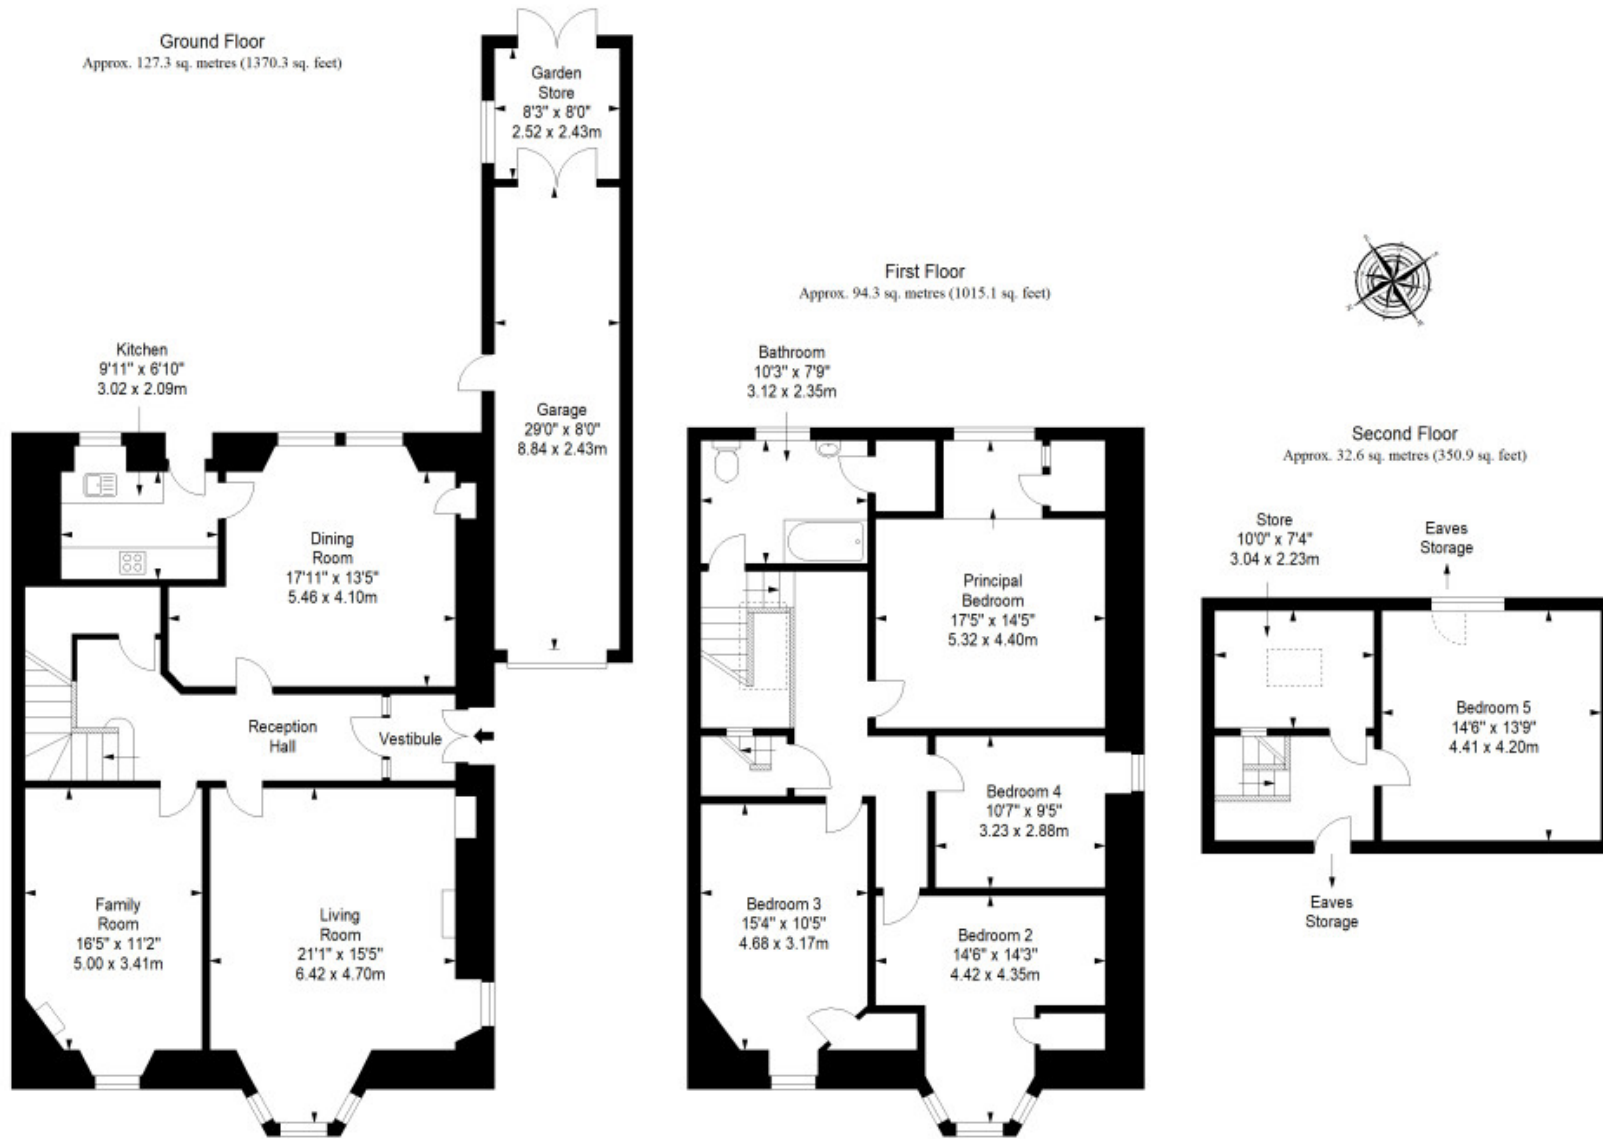 Ground Floor
Approx. 127.3 sq. metres (1370.3 sq. feet)
Garden
Store
8'3" x 8'0"
2.52 x 2.43m
Kitchen
9'11" x 6'10"
3.02 x 2.09m
Garage
29'0" x 8'0"
8.84 x 2.43m
Dining
Room
17'11" x 13'5"
5.46 x 4.10m
Reception
Hall
Vestibule
Family
Room
16'5" x 11'2"
5.00 x 3.41m
Living
Room
21'1" x 15'5"
6.42 x 4.70m
First Floor
Approx. 94.3 sq. metres (1015.1 sq. feet)
Bathroom
10'3" x 7'9"
3.12 x 2.35m
Principal
Bedroom
17'5" x 14'5"
5.32 x 4.40m
Bedroom 4
10'7" x 9'5"
3.23 x 2.88m
Bedroom 3
15'4" x 10'5"
4.68 x 3.17m
Bedroom 2
14'6" x 14'3"
4.42 x 4.35m
Second Floor
Approx. 32.6 sq. metres (350.9 sq. feet)
Store
10'0" x 7'4"
3.04 x 2.23m
Eaves
Storage
Bedroom 5
14'6" x 13'9"
4.41 x 4.20m
Eaves
Storage